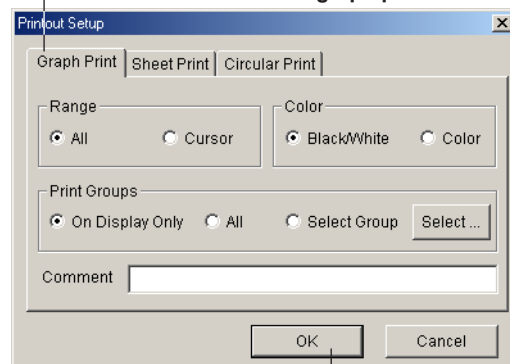 Printout Setup
Graph Print Sheet Print Circular Print
Range Color
All Cursor Black/White Color
Print Groups
On Display Only All Select Group Select ...
Comment
OK Cancel